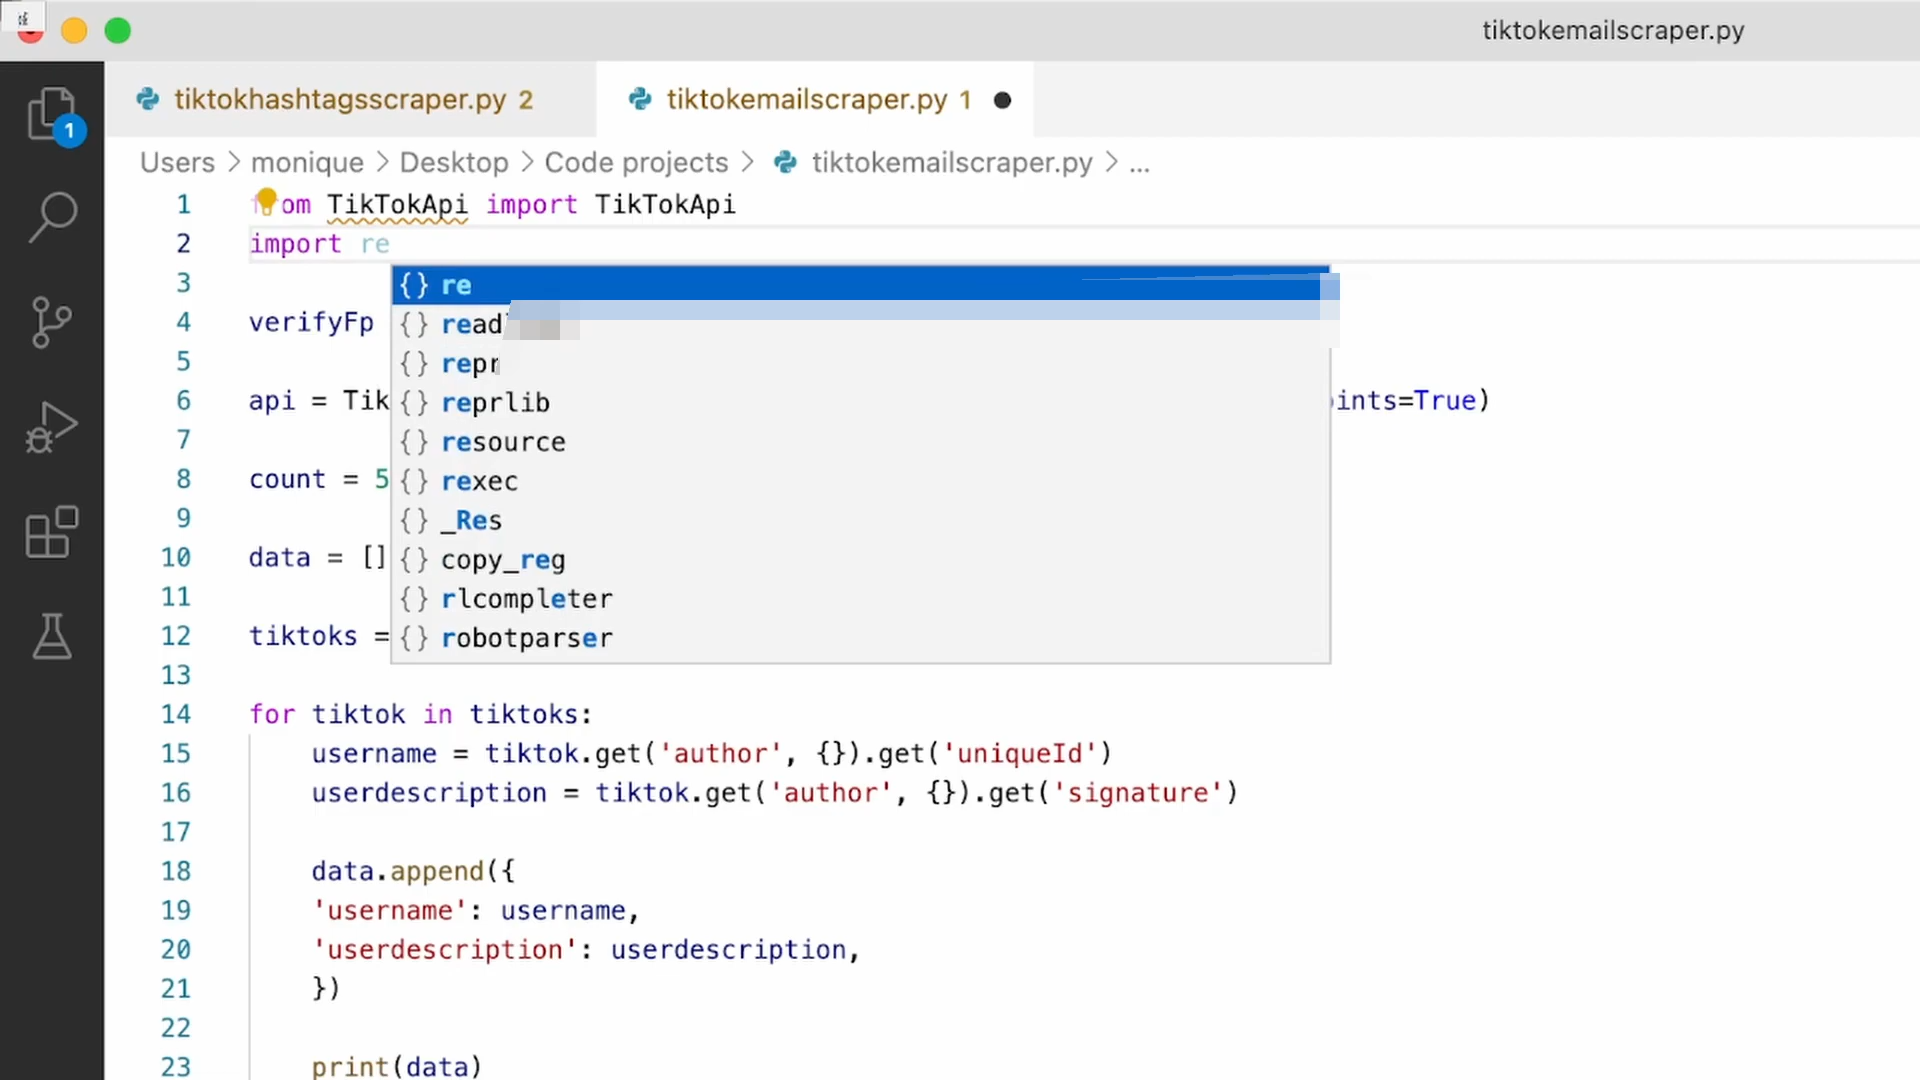 tiktokemailscraper.py
tiktokhashtagsscraper.py 2
tiktokemailscraper.py 1
1
Users > monique > Desktop > Code projects > tiktokemailscraper.py > ...
1 TikTokApi import TikTokApi
2 import re
3 re
4 verifyFp
5
6 api = Tik reprlib =True)
7 resource
8 count = 5 rexec
9 _Res
10 data = [] copy_reg
11 rlcompleter
12 tiktoks = robotparser
13
14 for tiktok in tiktoks:
15 username = tiktok.get('author', {}).get('uniqueId')
16 userdescription = tiktok.get('author', {}).get('signature')
17
18 data.append({
19 'username': username,
20 'userdescription': userdescription,
21 })
22
23 print(data)